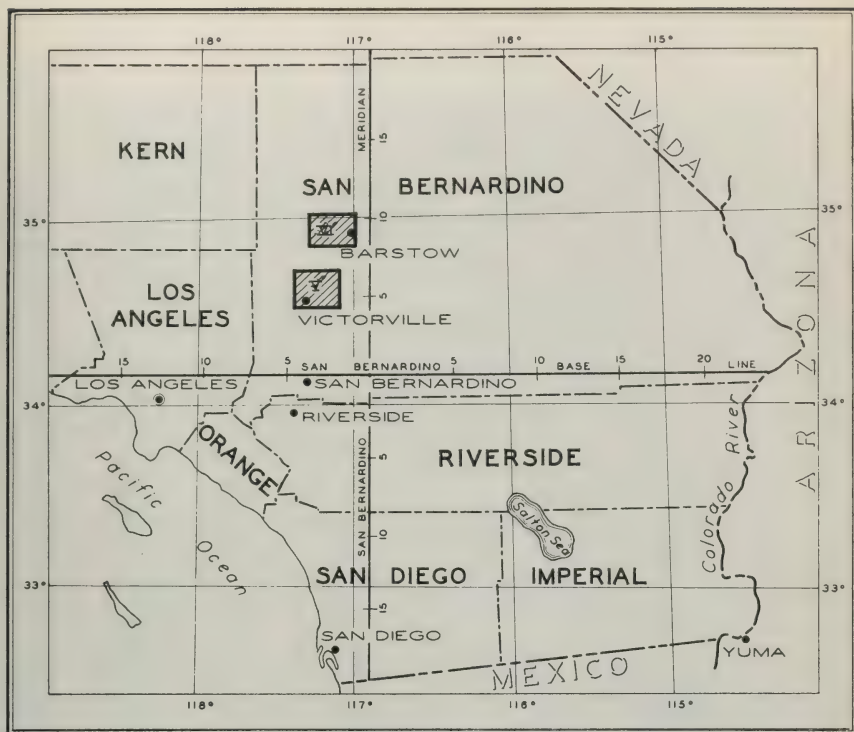 118° 117° 116° 115°
NEVADA
MERIDIAN
15
KERN
SAN BERNARDINO
35° 10 35°
BARSTOW
ARIZONA
LOS ANGELES
V 5
VICTORVILLE
15 10 5 SAN BERNARDINO 5 BASE 15 LINE
10 20
LOS ANGELES SAN BERNARDINO
34° 34°
RIVERSIDE
ORANGE
Pacific Ocean
5
RIVERSIDE
Colorado River
SAN BERNARDINO
Salton Sea
10
33° SAN DIEGO IMPERIAL 33°
15
SAN DIEGO
YUMA
MEXICO
118° 117° 116° 115°